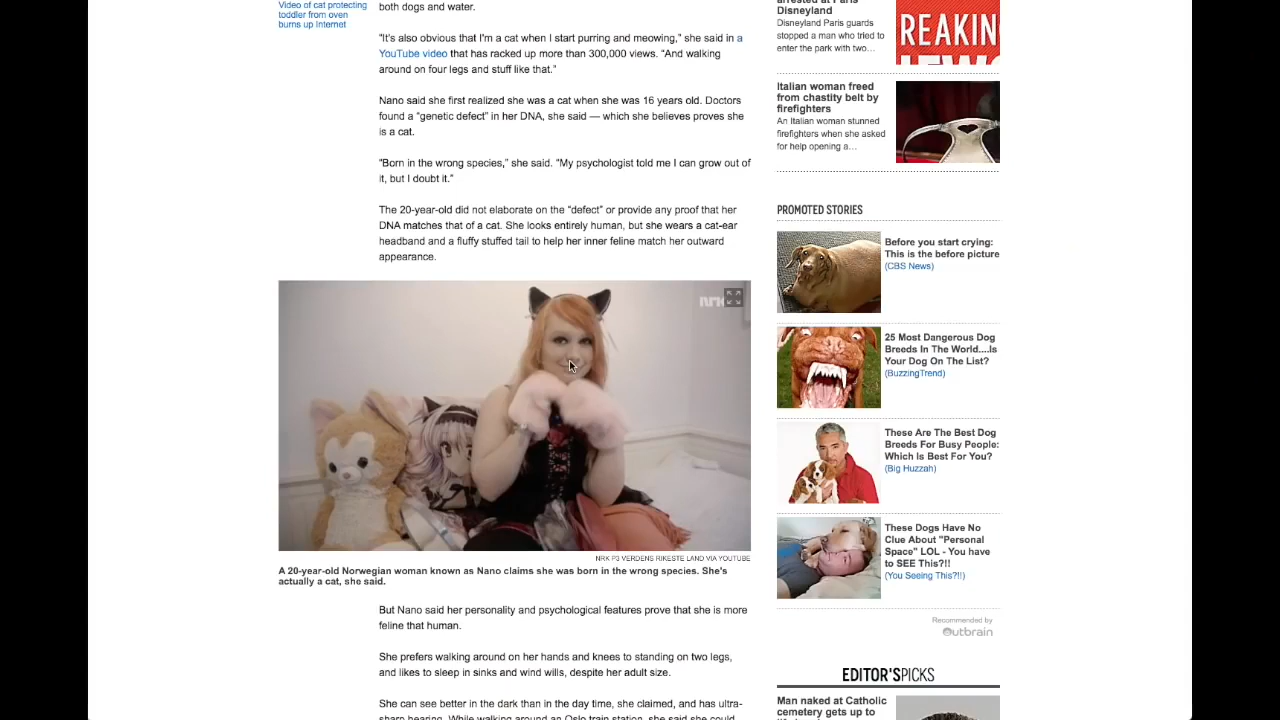 Video of cat protecting
toddler from oven
burns up Internet
both dogs and water.
"It's also obvious that I'm a cat when I start purring and meowing," she said in a
YouTube video that has racked up more than 300,000 views. "And walking
around on four legs and stuff like that."
Nano said she first realized she was a cat when she was 16 years old. Doctors
found a "genetic defect" in her DNA, she said — which she believes proves she
is a cat.
"Born in the wrong species," she said. "My psychologist told me I can grow out of
it, but I doubt it."
The 20-year-old did not elaborate on the "defect" or provide any proof that her
DNA matches that of a cat. She looks entirely human, but she wears a cat-ear
headband and a fluffy stuffed tail to help her inner feline match her outward
appearance.
nrk
NRK P3 VERDENS RIKESTE LAND VIA YOUTUBE
A 20-year-old Norwegian woman known as Nano claims she was born in the wrong species. She's
actually a cat, she said.
But Nano said her personality and psychological features prove that she is more
feline that human.
She prefers walking around on her hands and knees to standing on two legs,
and likes to sleep in sinks and wind wills, despite her adult size.
She can see better in the dark than in the day time, she claimed, and has ultra-
sharp hearing. While walking around an Oslo train station, she said she could
arrested at Paris
Disneyland
Disneyland Paris guards
stopped a man who tried to
enter the park with two…
REAKIN
Italian woman freed
from chastity belt by
firefighters
An Italian woman stunned
firefighters when she asked
for help opening a…
PROMOTED STORIES
Before you start crying:
This is the before picture
(CBS News)
25 Most Dangerous Dog
Breeds In The World....Is
Your Dog On The List?
(BuzzingTrend)
These Are The Best Dog
Breeds For Busy People:
Which Is Best For You?
(Big Huzzah)
These Dogs Have No
Clue About "Personal
Space" LOL - You have
to SEE This?!!
(You Seeing This?!!)
Recommended by
Outbrain
EDITOR'S PICKS
Man naked at Catholic
cemetery gets up to